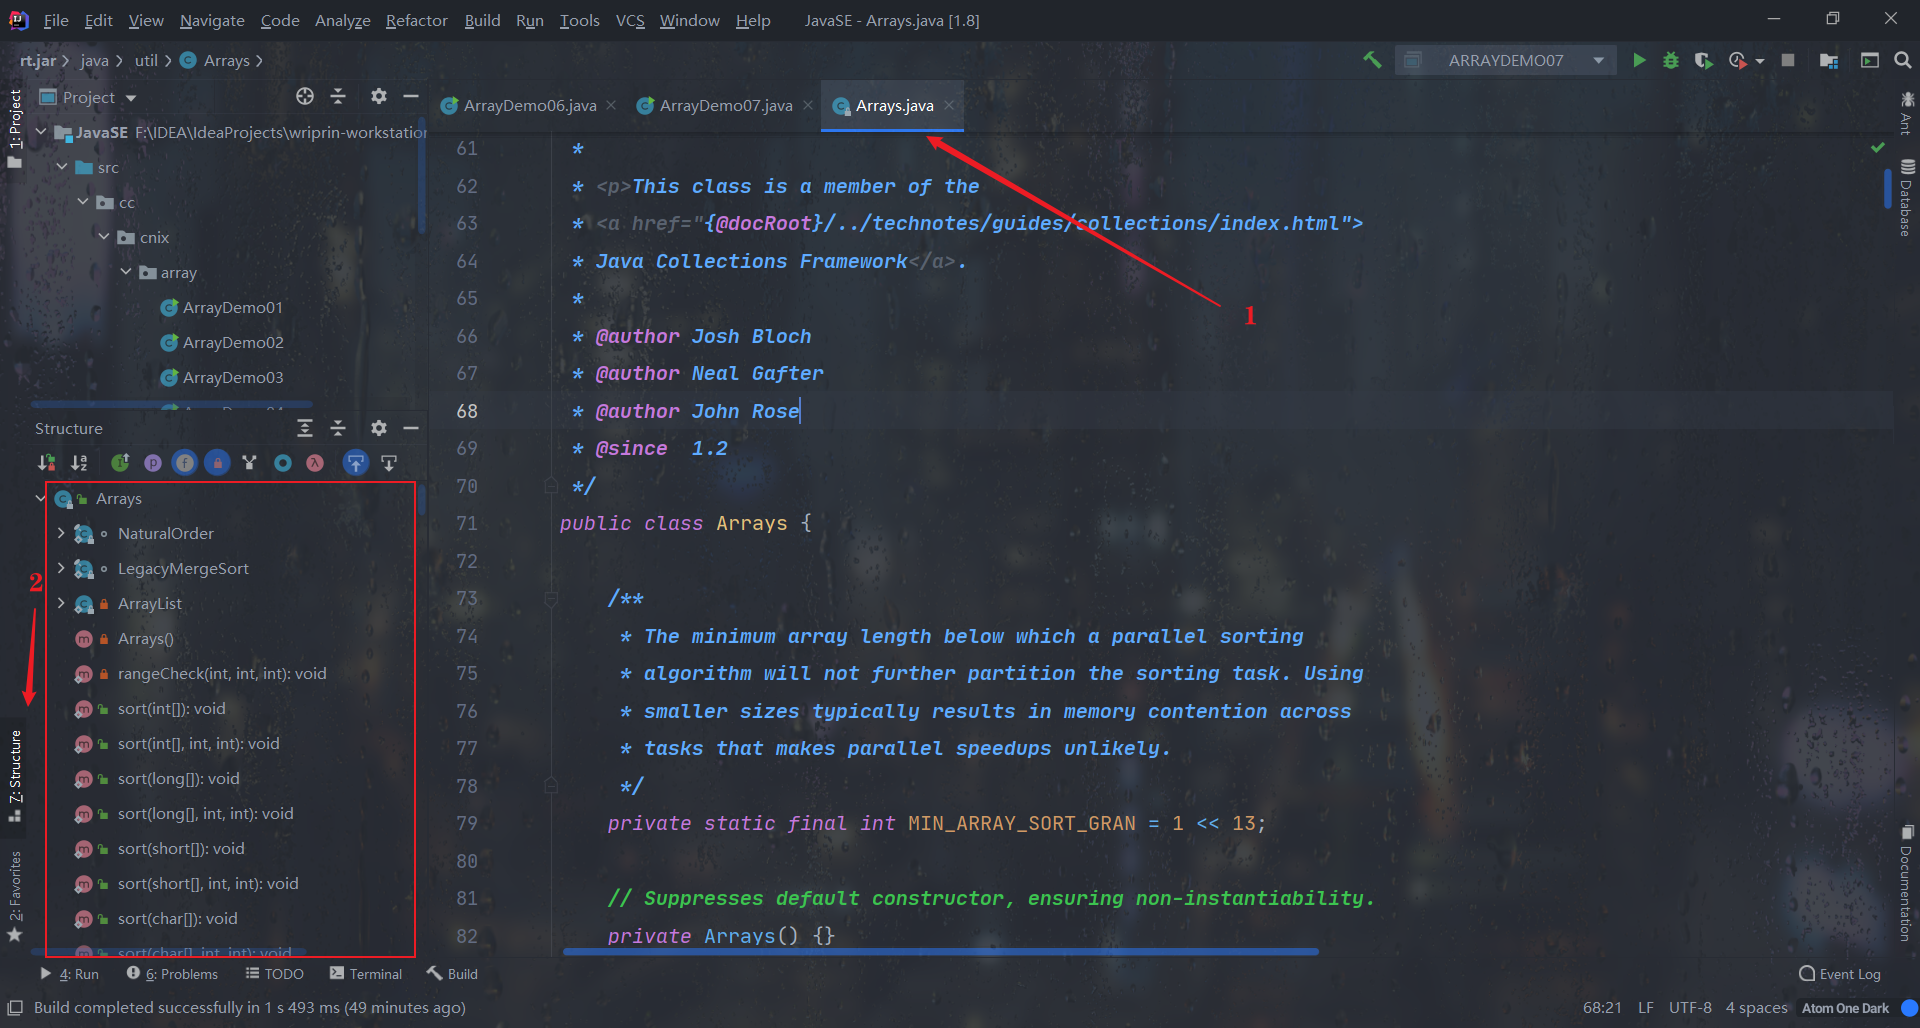 File Edit View Navigate Code Analyze Refactor Build Run Tools VCS Window Help JavaSE - Arrays.java [1.8]
rt.jar java util Arrays
ARRAYDEMO07
Project
1: Project
JavaSE F:\IDEA\IdeaProjects\wriprin-workstation
src
cc
cnix
array
ArrayDemo01
ArrayDemo02
ArrayDemo03
Structure
Arrays
NaturalOrder
LegacyMergeSort
ArrayList
Arrays()
rangeCheck(int, int, int): void
sort(int[]): void
sort(int[], int, int): void
sort(long[]): void
sort(long[], int, int): void
sort(short[]): void
sort(short[], int, int): void
sort(char[]): void
sort(char[], int, int): void
2
7: Structure
2: Favorites
ArrayDemo06.java ArrayDemo07.java Arrays.java
1
61 *
62 * <p>This class is a member of the
63 * <a href="{@docRoot}/../technotes/guides/collections/index.html">
64 * Java Collections Framework</a>.
65 *
66 * @author Josh Bloch
67 * @author Neal Gafter
68 * @author John Rose
69 * @since 1.2
70 */
71 public class Arrays {
72
73 /**
74 * The minimum array length below which a parallel sorting
75 * algorithm will not further partition the sorting task. Using
76 * smaller sizes typically results in memory contention across
77 * tasks that makes parallel speedups unlikely.
78 */
79 private static final int MIN_ARRAY_SORT_GRAN = 1 << 13;
80
81 // Suppresses default constructor, ensuring non-instantiability.
82 private Arrays() {}
Ant
Database
Documentation
4: Run 6: Problems TODO Terminal Build Event Log
Build completed successfully in 1 s 493 ms (49 minutes ago) 68:21 LF UTF-8 4 spaces Atom One Dark